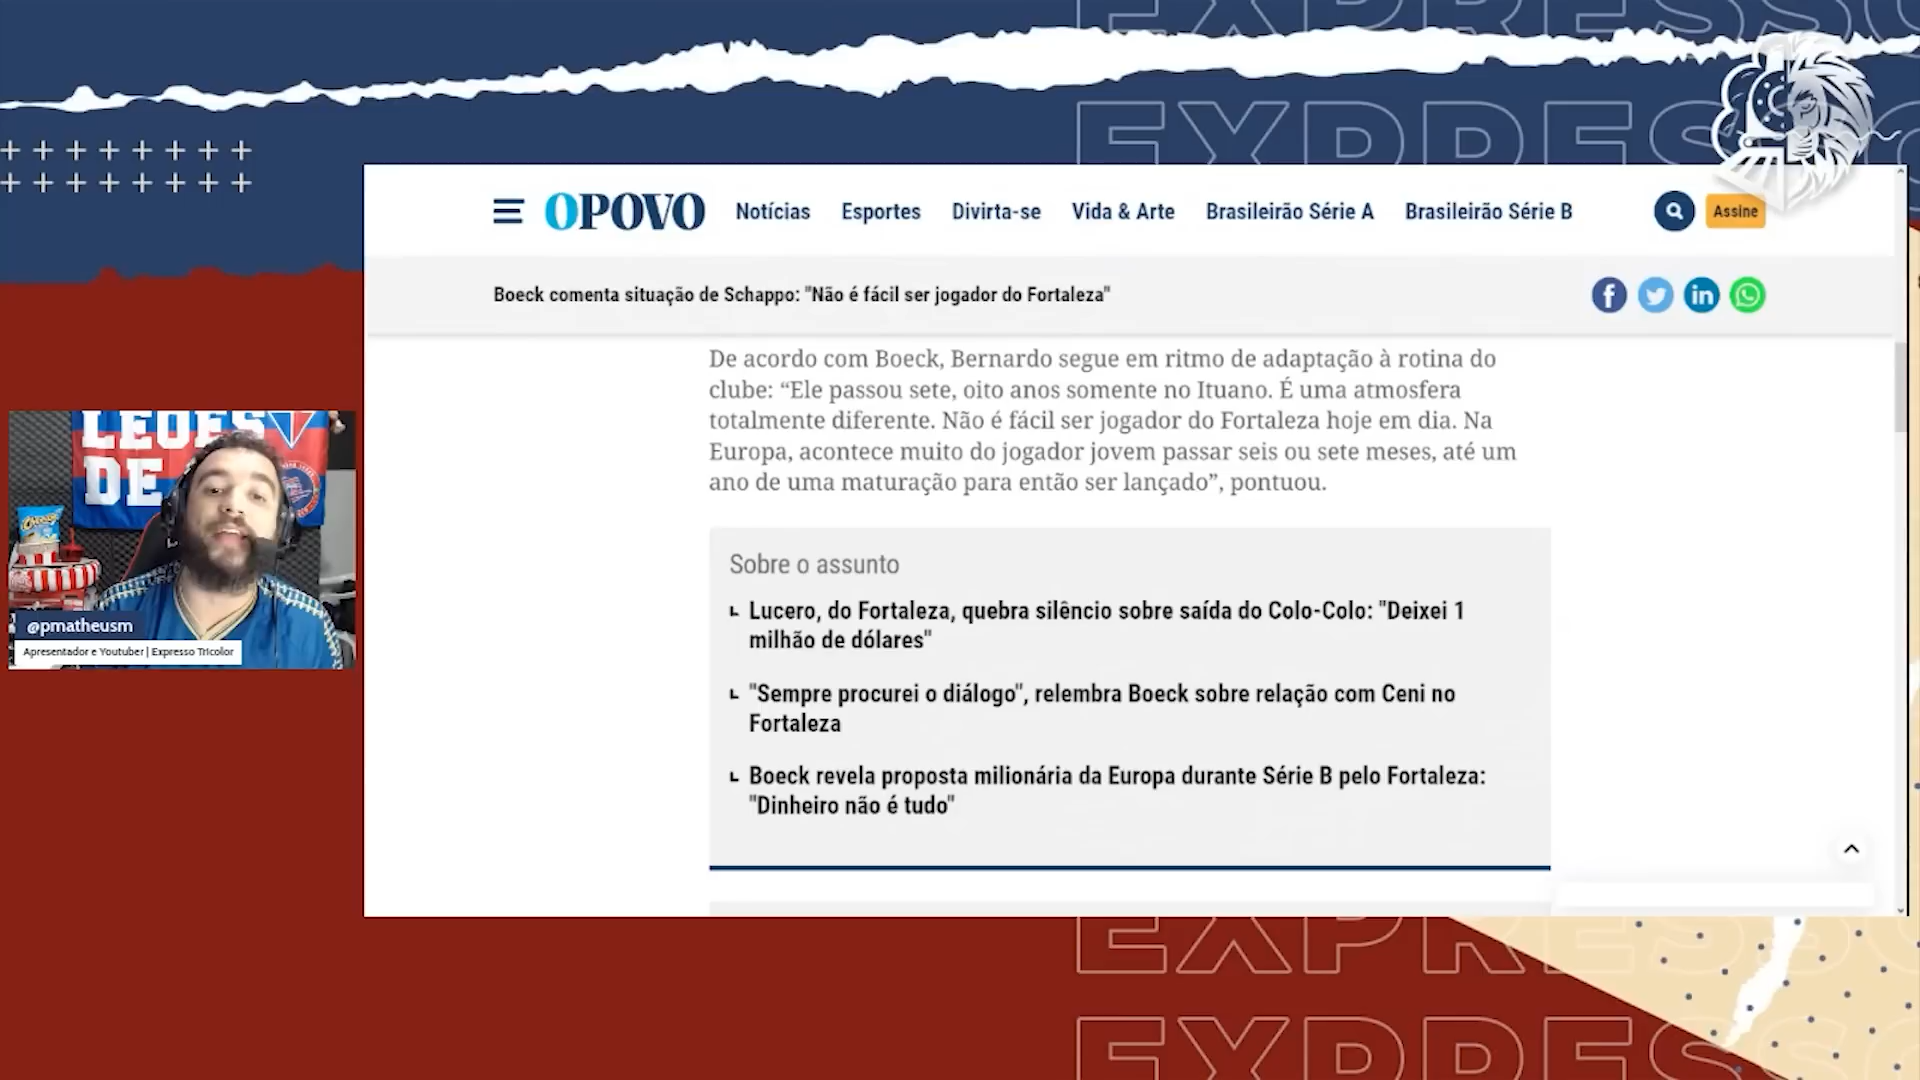 EXPRESSO
EXPRESSO
OPOVO
Notícias
Esportes
Divirta-se
Vida & Arte
Brasileirão Série A
Brasileirão Série B
Assine
Boeck comenta situação de Schappo: "Não é fácil ser jogador do Fortaleza"
De acordo com Boeck, Bernardo segue em ritmo de adaptação à rotina do
clube: “Ele passou sete, oito anos somente no Ituano. É uma atmosfera
totalmente diferente. Não é fácil ser jogador do Fortaleza hoje em dia. Na
Europa, acontece muito do jogador jovem passar seis ou sete meses, até um
ano de uma maturação para então ser lançado”, pontuou.
LEÕES
DE
@pmatheusm
Apresentador e Youtuber | Expresso Tricolor
Sobre o assunto
Lucero, do Fortaleza, quebra silêncio sobre saída do Colo-Colo: "Deixei 1
milhão de dólares"
"Sempre procurei o diálogo", relembra Boeck sobre relação com Ceni no
Fortaleza
Boeck revela proposta milionária da Europa durante Série B pelo Fortaleza:
"Dinheiro não é tudo"
EXPRESSO
EXPRESSO